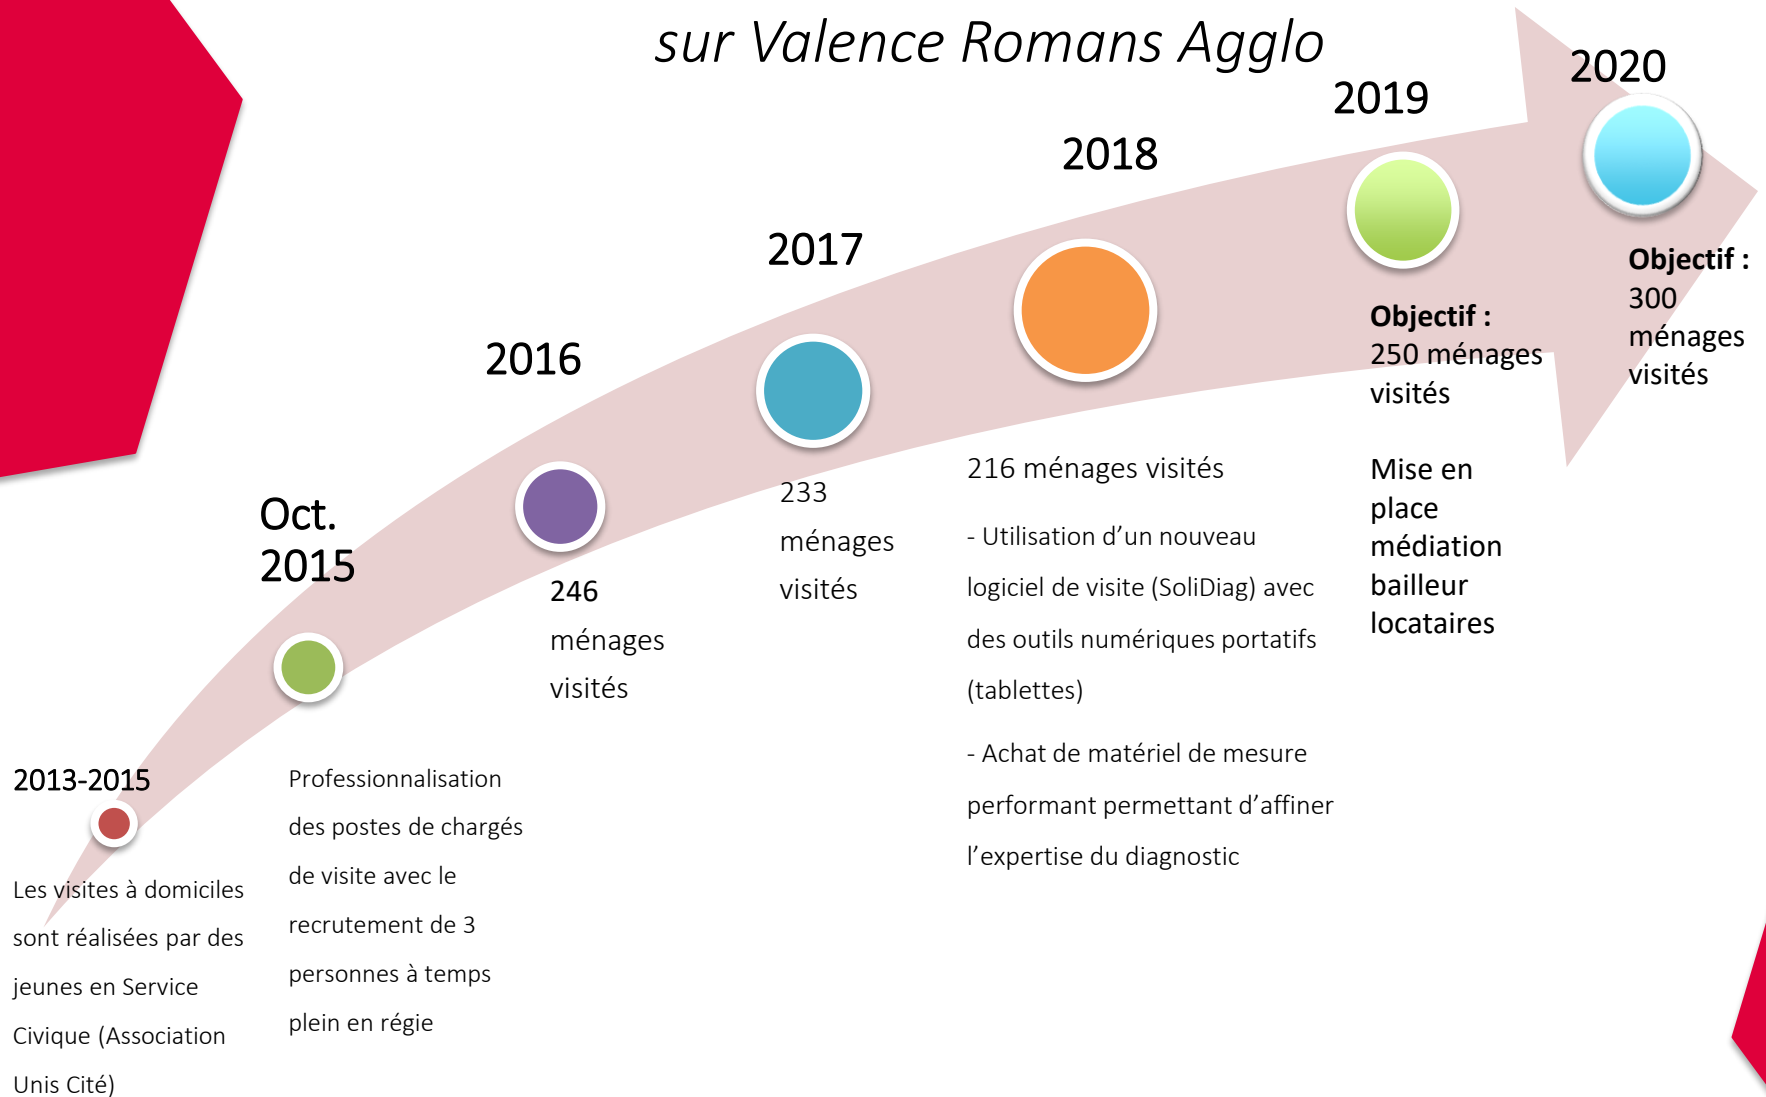 sur Valence Romans Agglo
2013-2015
Les visites à domiciles
sont réalisées par des
jeunes en Service
Civique (Association
Unis Cité)
Oct.
2015
Professionnalisation
des postes de chargés
de visite avec le
recrutement de 3
personnes à temps
plein en régie
2016
246
ménages
visités
2017
233
ménages
visités
2018
216 ménages visités
- Utilisation d’un nouveau
logiciel de visite (SoliDiag) avec
des outils numériques portatifs
(tablettes)
- Achat de matériel de mesure
performant permettant d’affiner
l’expertise du diagnostic
2019
Objectif :
250 ménages
visités
Mise en
place
médiation
bailleur
locataires
2020
Objectif :
300
ménages
visités